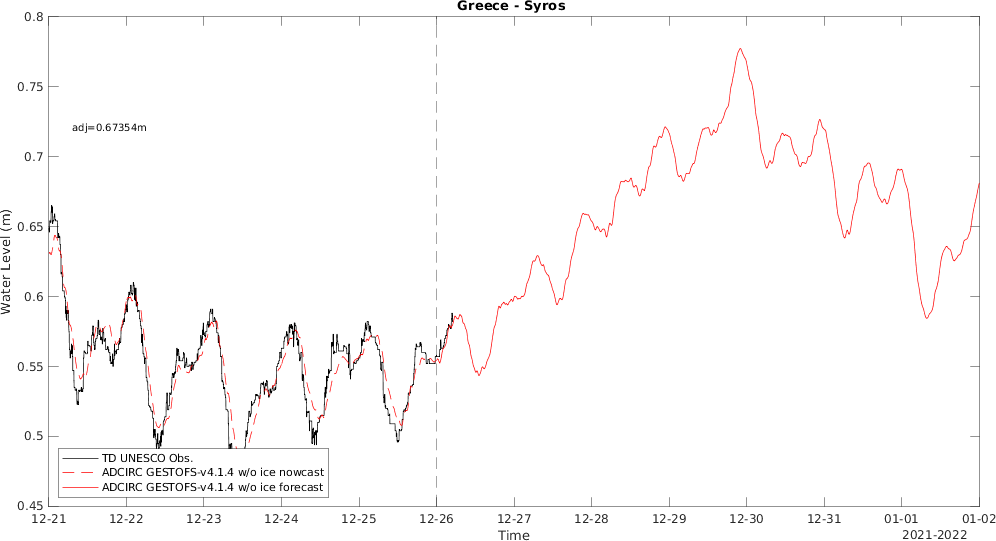 Greece - Syros
0.8
0.75
0.7
0.65
0.6
0.55
0.5
0.45
Water Level (m)
adj=0.67354m
TD UNESCO Obs.
ADCIRC GESTOFS-v4.1.4 w/o ice nowcast
ADCIRC GESTOFS-v4.1.4 w/o ice forecast
12-21 12-22 12-23 12-24 12-25 12-26 12-27 12-28 12-29 12-30 12-31 01-01 01-02
Time
2021-2022